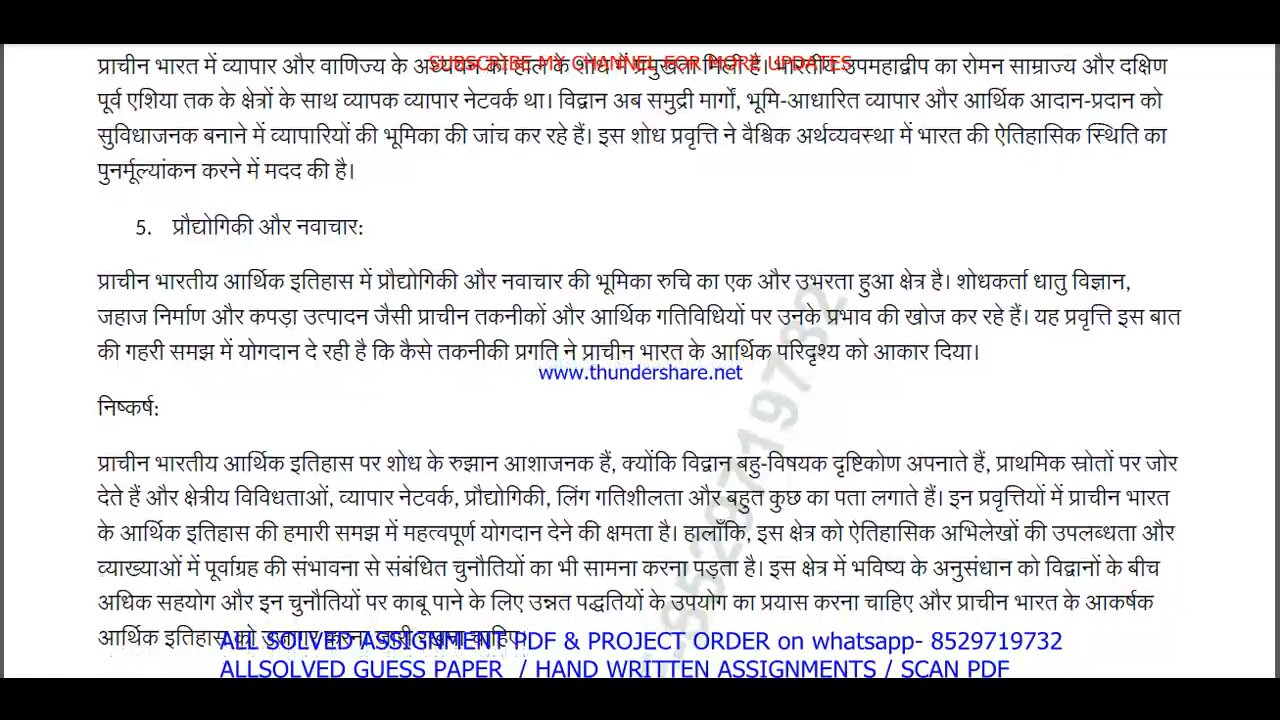 SUBSCRIBE MY CHANNEL FOR MORE UPDATES
प्राचीन भारत में व्यापार और वाणिज्य के अध्ययन को हाल के शोध में प्रमुखता मिली है। भारतीय उपमहाद्वीप का रोमन साम्राज्य और दक्षिण
पूर्व एशिया तक के क्षेत्रों के साथ व्यापक व्यापार नेटवर्क था। विद्वान अब समुद्री मार्गों, भूमि-आधारित व्यापार और आर्थिक आदान-प्रदान को
सुविधाजनक बनाने में व्यापारियों की भूमिका की जांच कर रहे हैं। इस शोध प्रवृत्ति ने वैश्विक अर्थव्यवस्था में भारत की ऐतिहासिक स्थिति का
पुनर्मूल्यांकन करने में मदद की है।
5. प्रौद्योगिकी और नवाचार:
प्राचीन भारतीय आर्थिक इतिहास में प्रौद्योगिकी और नवाचार की भूमिका रुचि का एक और उभरता हुआ क्षेत्र है। शोधकर्ता धातु विज्ञान,
जहाज निर्माण और कपड़ा उत्पादन जैसी प्राचीन तकनीकों और आर्थिक गतिविधियों पर उनके प्रभाव की खोज कर रहे हैं। यह प्रवृत्ति इस बात
की गहरी समझ में योगदान दे रही है कि कैसे तकनीकी प्रगति ने प्राचीन भारत के आर्थिक परिदृश्य को आकार दिया।
www.thundershare.net
निष्कर्ष:
प्राचीन भारतीय आर्थिक इतिहास पर शोध के रुझान आशाजनक हैं, क्योंकि विद्वान बहु-विषयक दृष्टिकोण अपनाते हैं, प्राथमिक स्रोतों पर जोर
देते हैं और क्षेत्रीय विविधताओं, व्यापार नेटवर्क, प्रौद्योगिकी, लिंग गतिशीलता और बहुत कुछ का पता लगाते हैं। इन प्रवृत्तियों में प्राचीन भारत
के आर्थिक इतिहास की हमारी समझ में महत्वपूर्ण योगदान देने की क्षमता है। हालाँकि, इस क्षेत्र को ऐतिहासिक अभिलेखों की उपलब्धता और
व्याख्याओं में पूर्वाग्रह की संभावना से संबंधित चुनौतियों का भी सामना करना पड़ता है। इस क्षेत्र में भविष्य के अनुसंधान को विद्वानों के बीच
अधिक सहयोग और इन चुनौतियों पर काबू पाने के लिए उन्नत पद्धतियों के उपयोग का प्रयास करना चाहिए और प्राचीन भारत के आकर्षक
आर्थिक इतिहास को उजागर करना जारी रखना चाहिए।
ALL SOLVED ASSIGNMENT PDF & PROJECT ORDER on whatsapp- 8529719732
ALLSOLVED GUESS PAPER / HAND WRITTEN ASSIGNMENTS / SCAN PDF
8529719732